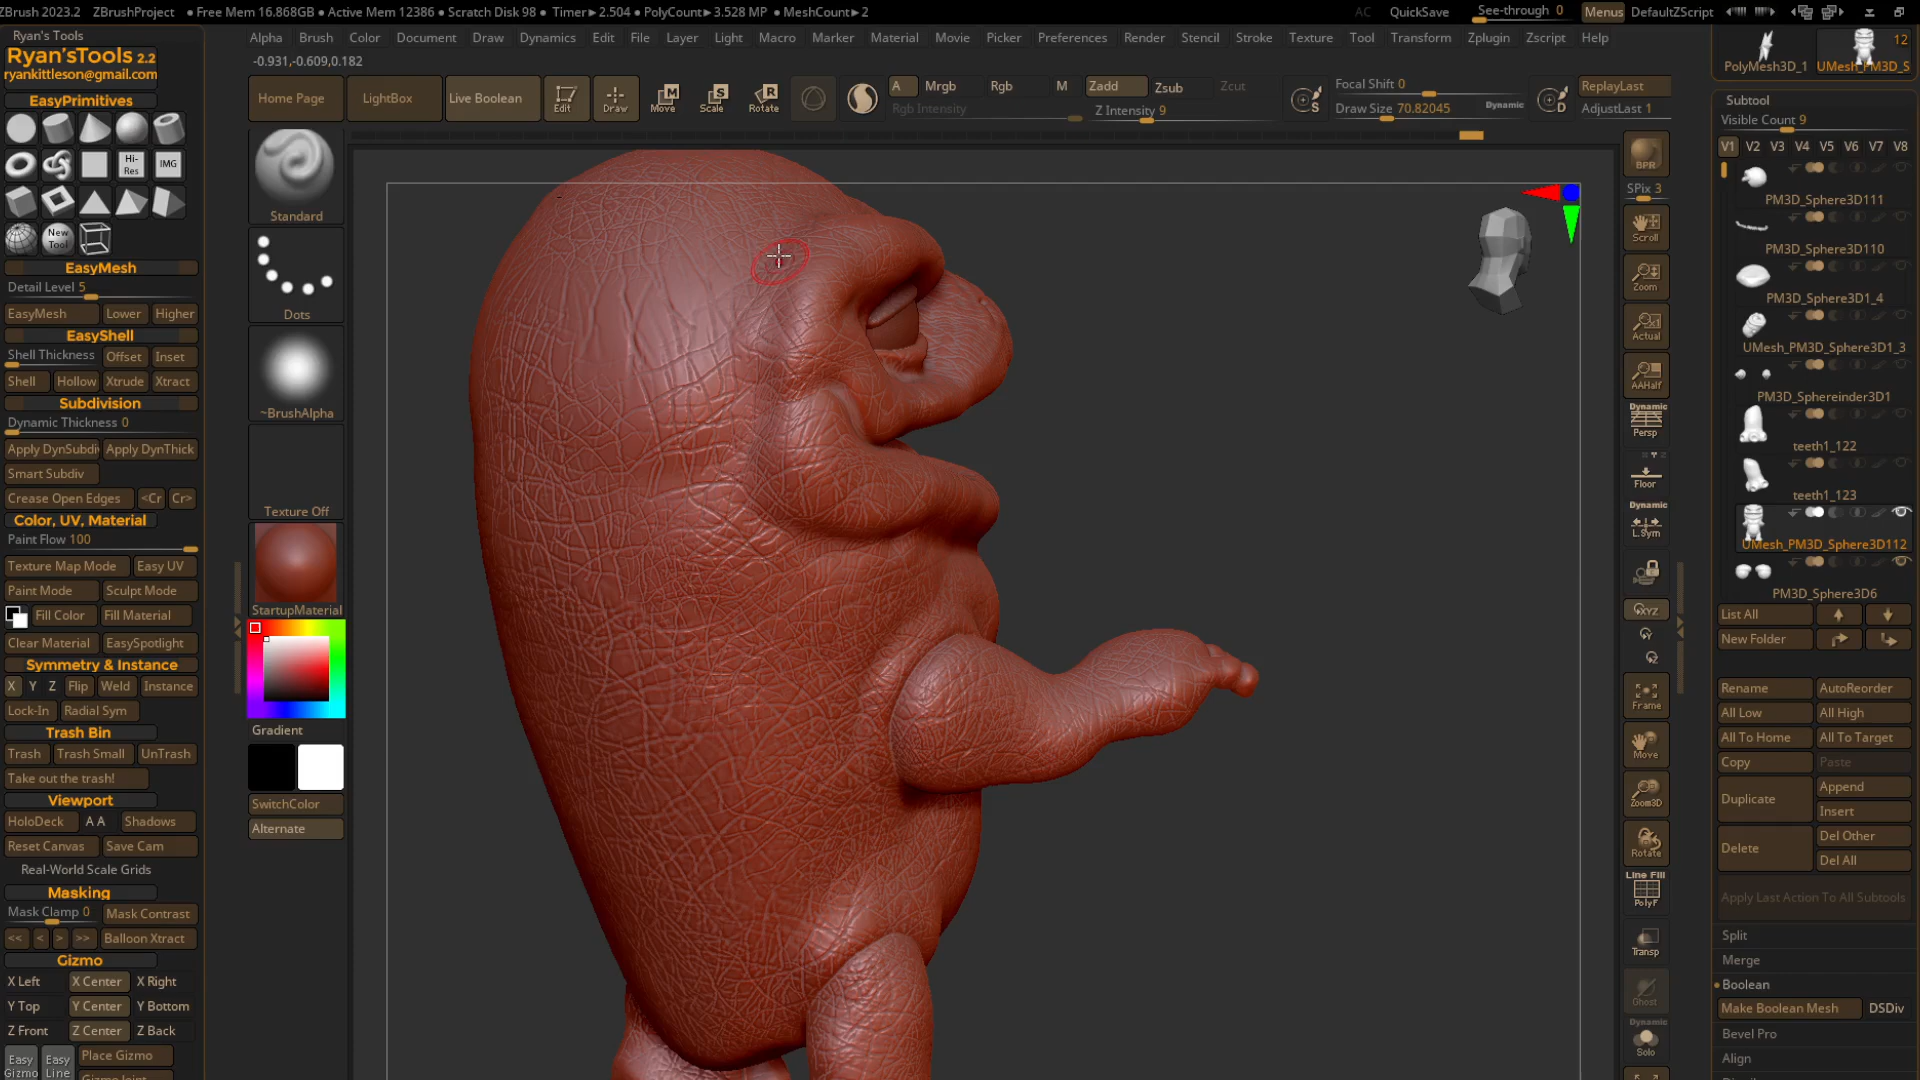 ZBrush 2023.2 ZBrushProject • Free Mem 16.868GB • Active Mem 12386 • Scratch Disk 98 • Timer►2.504 • PolyCount►3.528 MP • MeshCount►2
AC QuickSave See-through 0 Menus DefaultZScript
Ryan's Tools
Ryan'sTools 2.2
ryankittleson@gmail.com
Alpha Brush Color Document Draw Dynamics Edit File Layer Light Macro Marker Material Movie Picker Preferences Render Stencil Stroke Texture Tool Transform Zplugin Zscript Help
-0.931,-0.609,0.182
Home Page LightBox Live Boolean Edit Draw Move Scale Rotate
A Mrgb Rgb M Zadd Zsub Zcut
Rgb Intensity Z Intensity 9
S Focal Shift 0
Draw Size 70.82045 Dynamic
D ReplayLast
AdjustLast 1
EasyPrimitives
Hi-Res
IMG
New Tool
EasyMesh
Detail Level 5
EasyMesh Lower Higher
EasyShell
Shell Thickness Offset Inset
Shell Hollow Xtrude Xtract
Subdivision
Dynamic Thickness 0
Apply DynSubdiv Apply DynThick
Smart Subdiv
Crease Open Edges <Cr Cr>
Color, UV, Material
Paint Flow 100
Texture Map Mode Easy UV
Paint Mode Sculpt Mode
Fill Color Fill Material
Clear Material EasySpotlight
Symmetry & Instance
X Y Z Flip Weld Instance
Lock-In Radial Sym
Trash Bin
Trash Trash Small UnTrash
Take out the trash!
Viewport
HoloDeck A A Shadows
Reset Canvas Save Cam
Real-World Scale Grids
Masking
Mask Clamp 0 Mask Contrast
<< < > >> Balloon Xtract
Gizmo
X Left X Center X Right
Y Top Y Center Y Bottom
Z Front Z Center Z Back
Easy Gizmo
Easy Line
Place Gizmo
Gizmo Joint
Standard
Dots
~BrushAlpha
Texture Off
StartupMaterial
Gradient
SwitchColor
Alternate
BPR
SPix 3
Scroll
Zoom
Actual
AAHalf
Dynamic
Persp
Floor
Dynamic
L.Sym
XYZ
Y
Z
Frame
Move
Zoom3D
Rotate
Line Fill
PolyF
Transp
Ghost
Dynamic
Solo
PolyMesh3D_1
12
UMesh_PM3D_S
Subtool
Visible Count 9
V1 V2 V3 V4 V5 V6 V7 V8
PM3D_Sphere3D111
PM3D_Sphere3D110
PM3D_Sphere3D1_4
UMesh_PM3D_Sphere3D1_3
PM3D_Sphereinder3D1
teeth1_122
teeth1_123
UMesh_PM3D_Sphere3D112
PM3D_Sphere3D6
List All
New Folder
Rename AutoReorder
All Low All High
All To Home All To Target
Copy Paste
Duplicate Append
Insert
Delete Del Other
Del All
Apply Last Action To All Subtools
Split
Merge
Boolean
Make Boolean Mesh DSDiv
Bevel Pro
Align